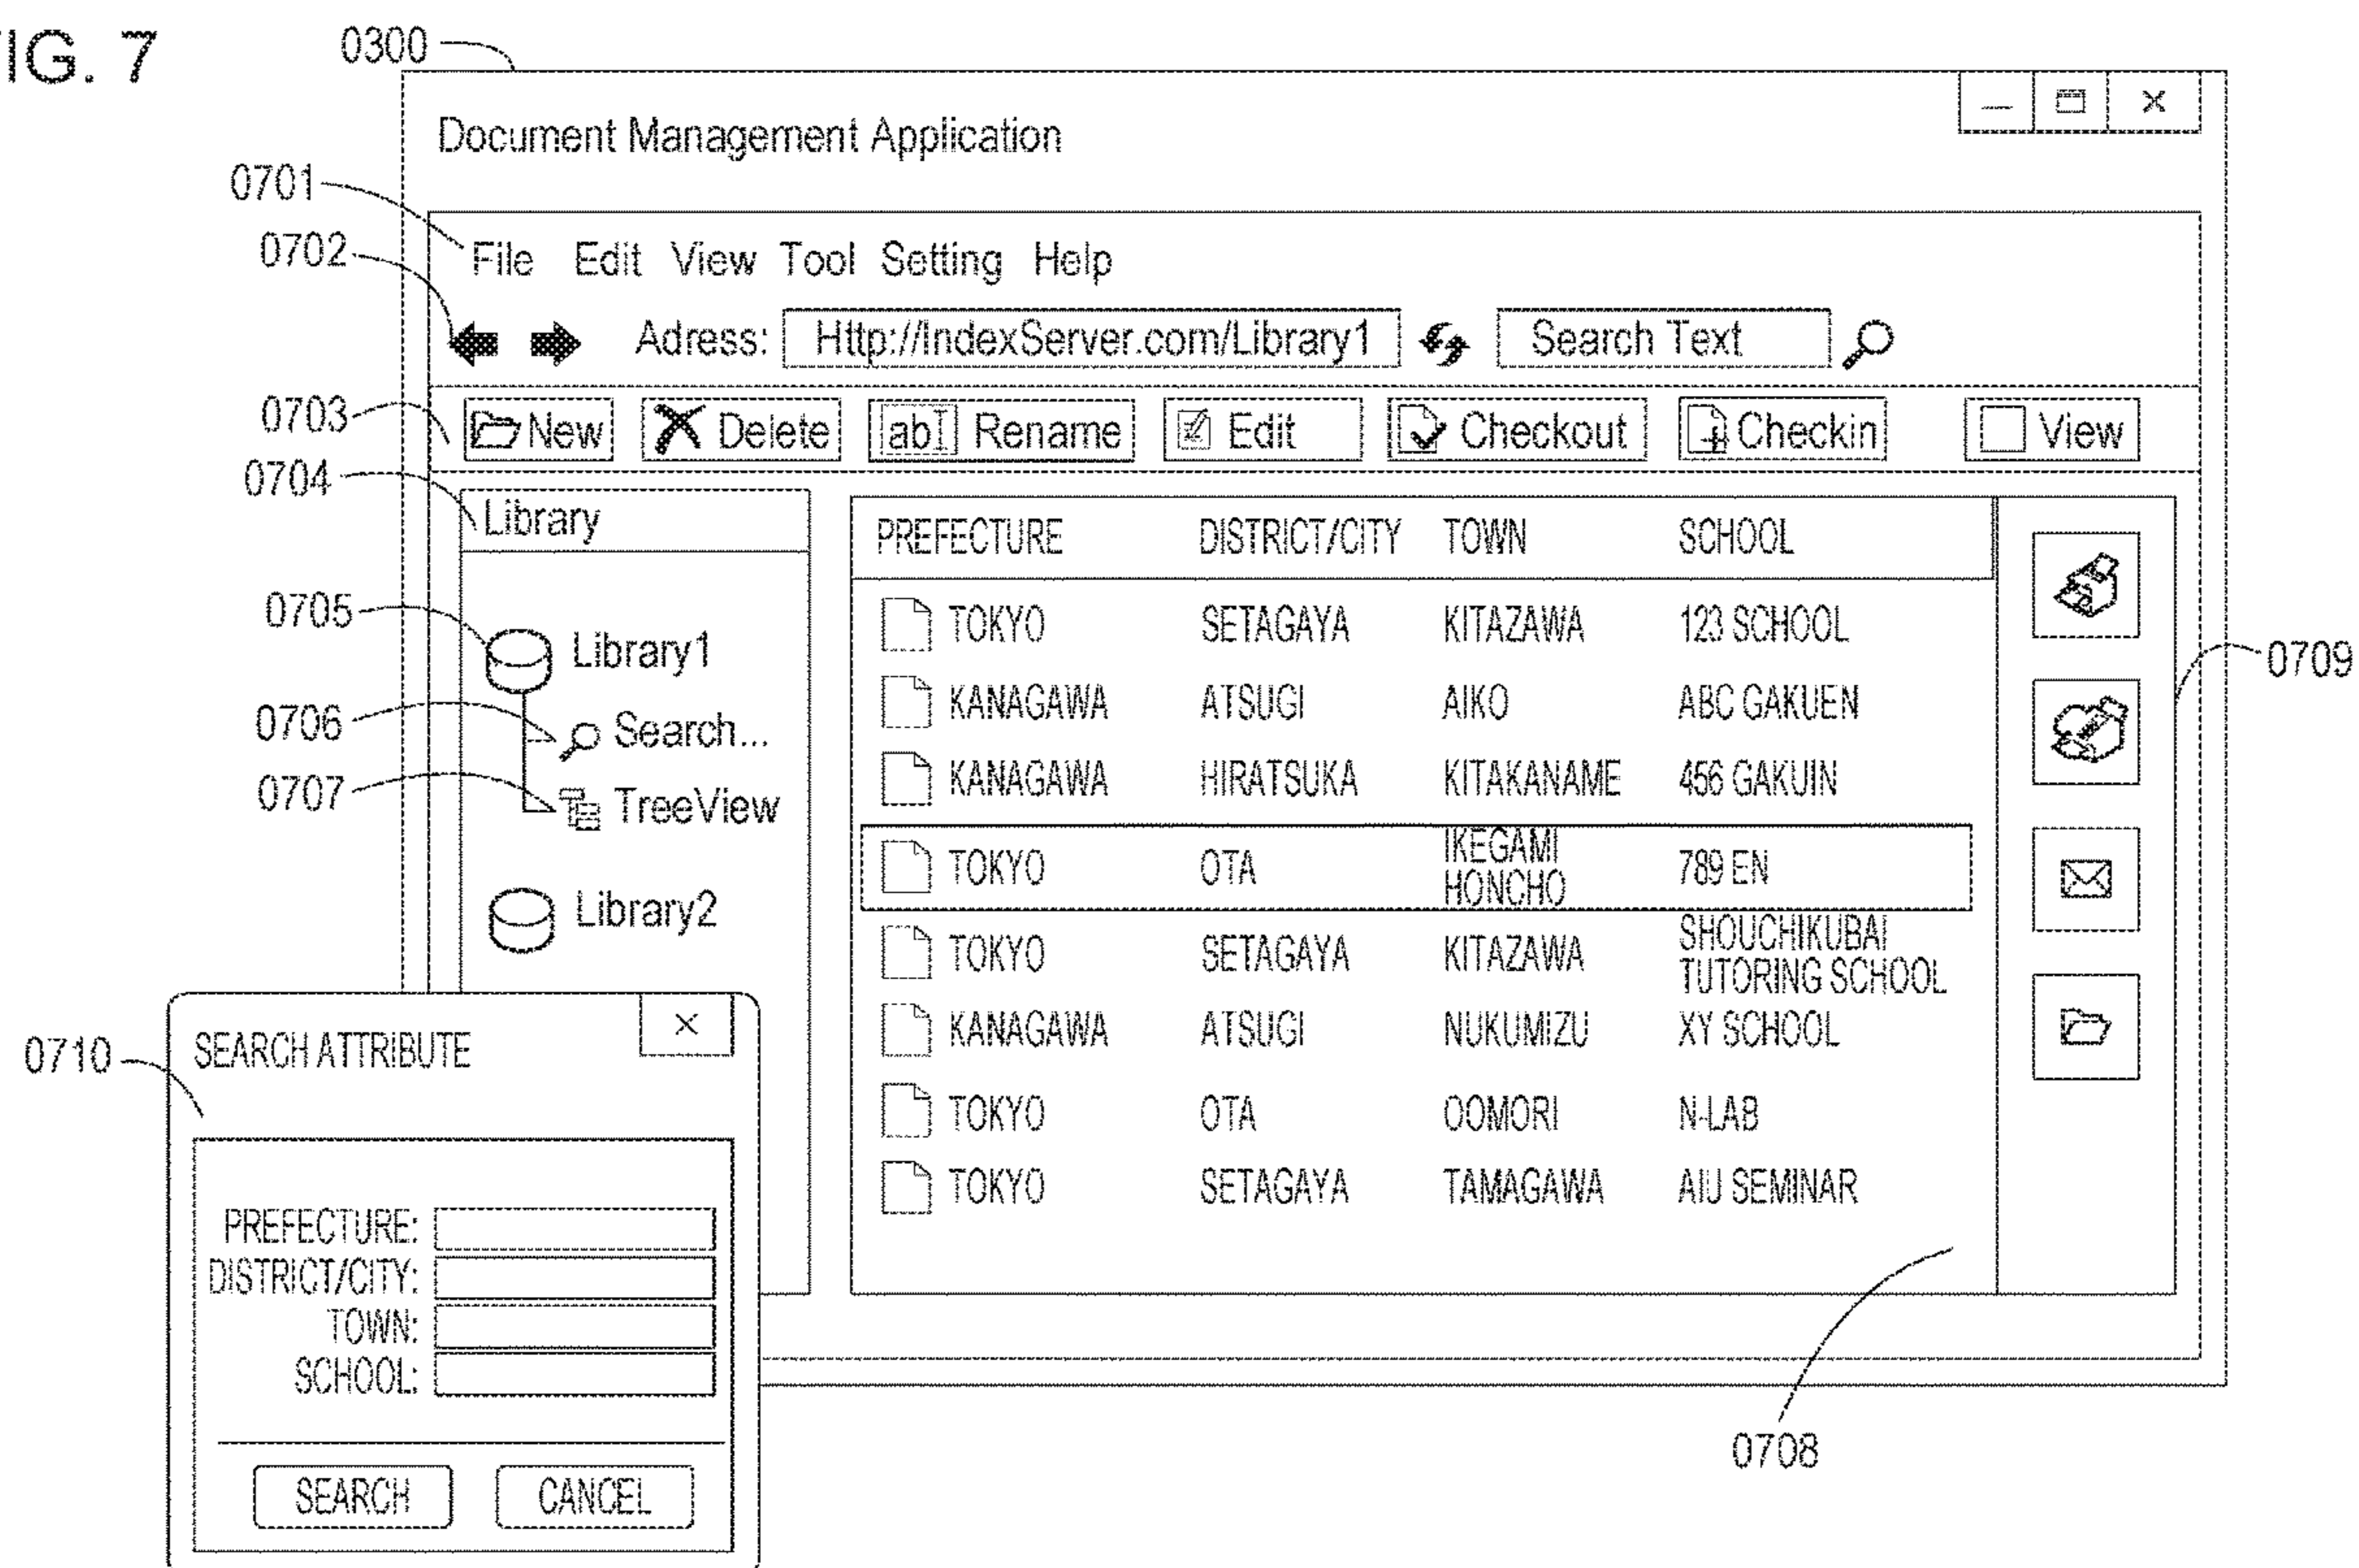 FIG. 7
0300
Document Management Application
0701
0702
File Edit View Tool Setting Help
Adress: Http://IndexServer.com/Library1 Search Text
0703
New Delete ab Rename Edit Checkout Checkin View
0704
Library
PREFECTURE DISTRICT/CITY TOWN SCHOOL
0705
Library1
TOKYO SETAGAYA KITAZAWA 123 SCHOOL
0709
0706
Search...
KANAGAWA ATSUGI AIKO ABC GAKUEN
0707
TreeView
KANAGAWA HIRATSUKA KITAKANAME 456 GAKUIN
TOKYO OTA IKEGAMI HONCHO 789 EN
Library2
TOKYO SETAGAYA KITAZAWA SHOUCHIKUBAI TUTORING SCHOOL
KANAGAWA ATSUGI NUKUMIZU XY SCHOOL
TOKYO OTA OOMORI N-LAB
TOKYO SETAGAYA TAMAGAWA AIU SEMINAR
0710
SEARCH ATTRIBUTE
PREFECTURE:
DISTRICT/CITY:
TOWN:
SCHOOL:
SEARCH CANCEL
0708